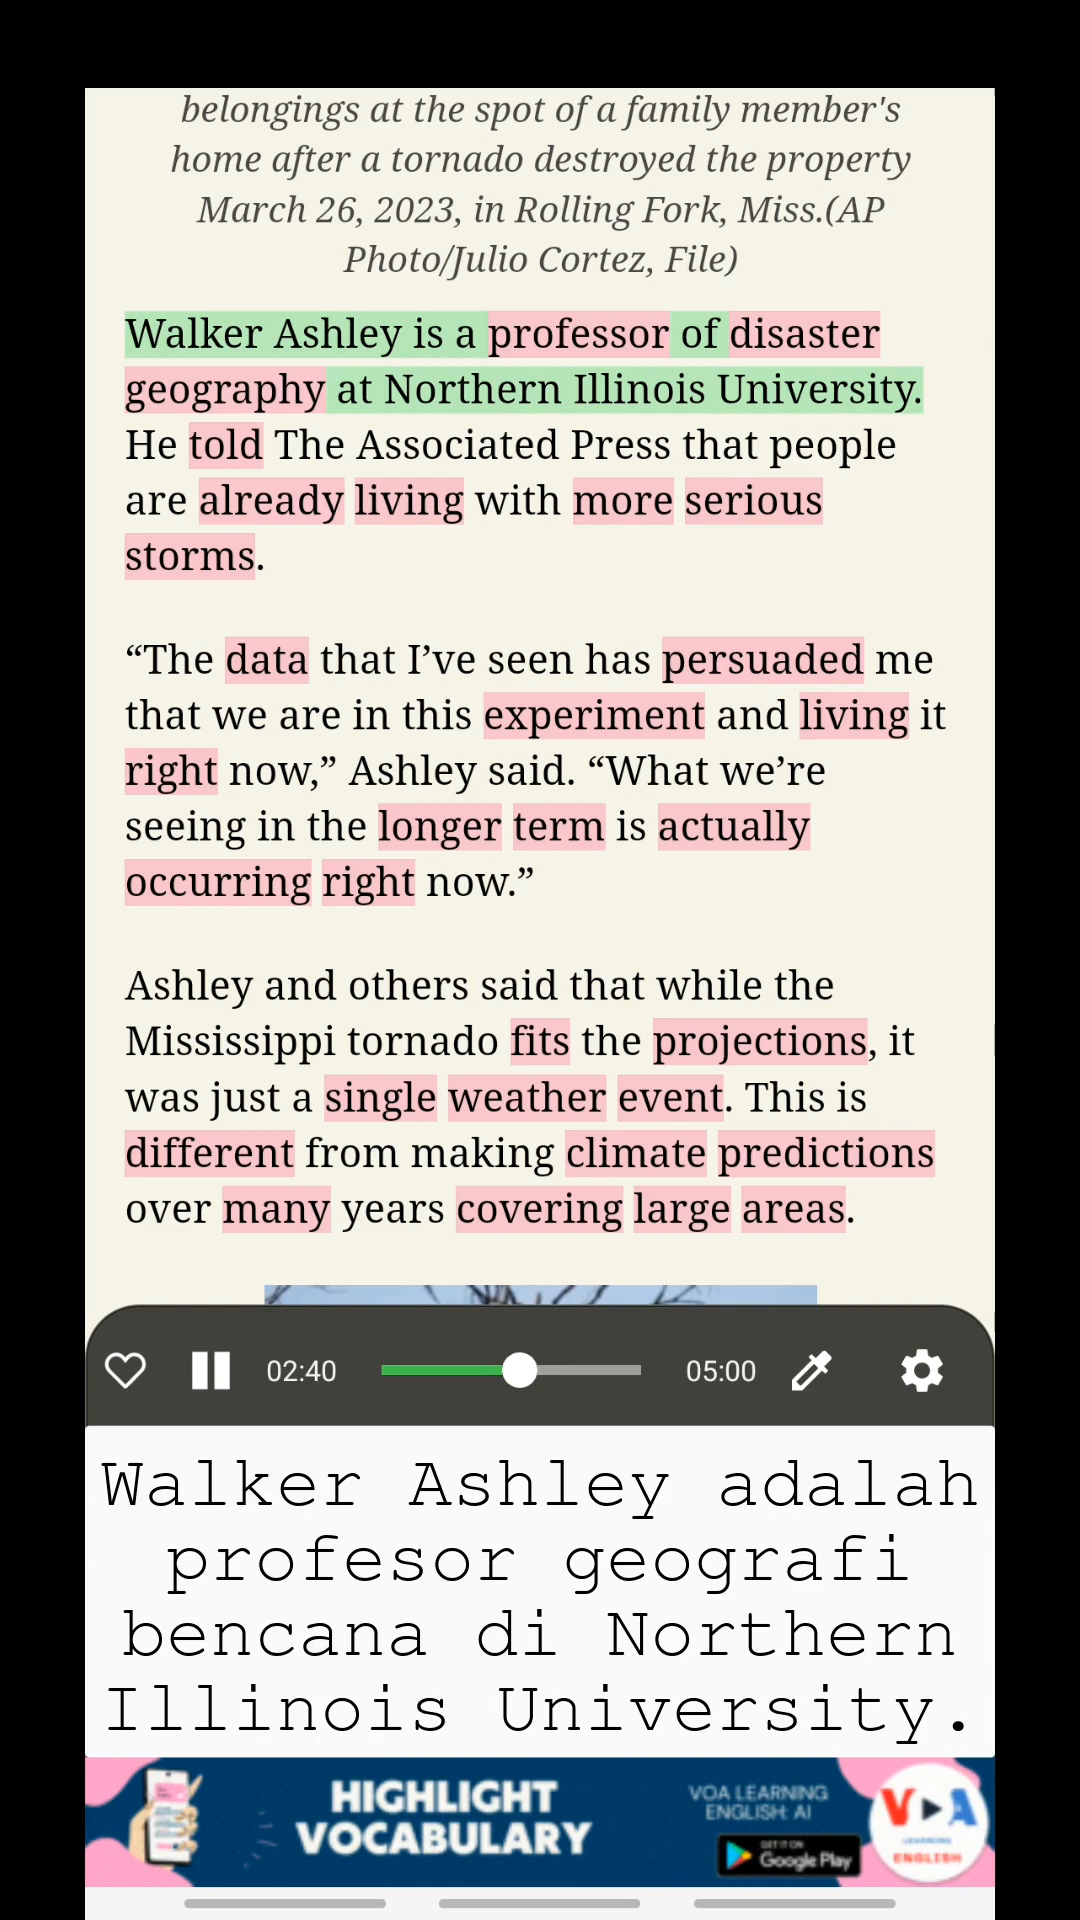 belongings at the spot of a family member's
home after a tornado destroyed the property
March 26, 2023, in Rolling Fork, Miss.(AP
Photo/Julio Cortez, File)
Walker Ashley is a professor of disaster
geography at Northern Illinois University.
He told The Associated Press that people
are already living with more serious
storms.
“The data that I’ve seen has persuaded me
that we are in this experiment and living it
right now,” Ashley said. “What we’re
seeing in the longer term is actually
occurring right now.”
Ashley and others said that while the
Mississippi tornado fits the projections, it
was just a single weather event. This is
different from making climate predictions
over many years covering large areas.
02:40 05:00
Walker Ashley adalah
profesor geografi
bencana di Northern
Illinois University.
HIGHLIGHT
VOCABULARY
VOA LEARNING
ENGLISH: AI
GET IT ON
Google Play
VOA
LEARNING
ENGLISH